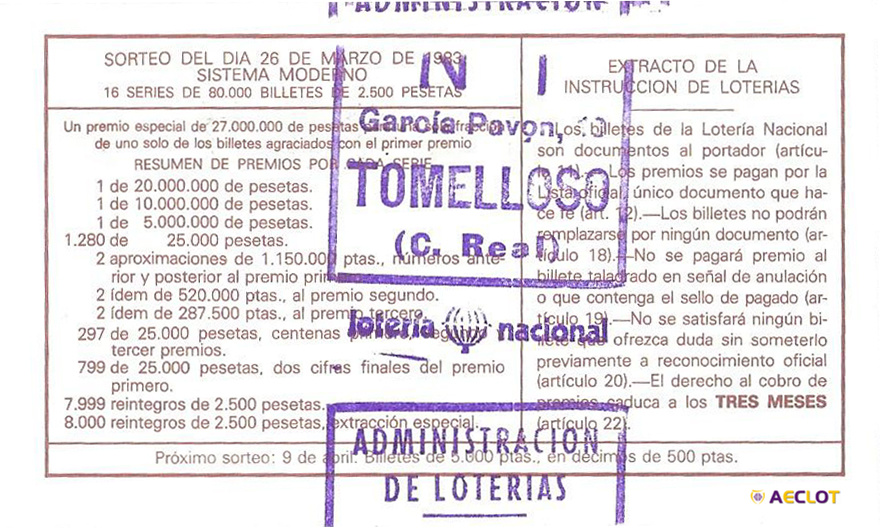 ADMINISTRACION
SORTEO DEL DIA 26 DE MARZO DE 1983
SISTEMA MODERNO
16 SERIES DE 80.000 BILLETES DE 2.500 PESETAS
Un premio especial de 27.000.000 de pesetas para una sola fracción
de uno solo de los billetes agraciados con el primer premio
RESUMEN DE PREMIOS POR CADA SERIE
1 de 20.000.000 de pesetas.
1 de 10.000.000 de pesetas.
1 de 5.000.000 de pesetas.
1.280 de 25.000 pesetas.
2 aproximaciones de 1.150.000 ptas., números ante-
rior y posterior al premio primero.
2 ídem de 520.000 ptas., al premio segundo.
2 ídem de 287.500 ptas., al premio tercero.
297 de 25.000 pesetas, centenas primero, segundo
tercer premios.
799 de 25.000 pesetas, dos cifras finales del premio
primero.
7.999 reintegros de 2.500 pesetas.
8.000 reintegros de 2.500 pesetas, extracción especial.
EXTRACTO DE LA
INSTRUCCION DE LOTERIAS
Los billetes de la Lotería Nacional
son documentos al portador (artícu-
Los premios se pagan por la
Lista oficial, único documento que ha-
ce fe (art. 12).—Los billetes no podrán
remplazarse por ningún documento (ar-
tículo 18).—No se pagará premio al
billete taladrado en señal de anulación
o que contenga el sello de pagado (ar-
tículo 19).—No se satisfará ningún bi-
llete que ofrezca duda sin someterlo
previamente a reconocimiento oficial
(artículo 20).—El derecho al cobro de
premios caduca a los TRES MESES
(artículo 22).
Próximo sorteo: 9 de abril. Billetes de 5.000 ptas., en décimos de 500 ptas.
N
García Pavon,
TOMELLOSO
(C. Real)
lotería nacional
ADMINISTRACION
DE LOTERIAS
AECLOT